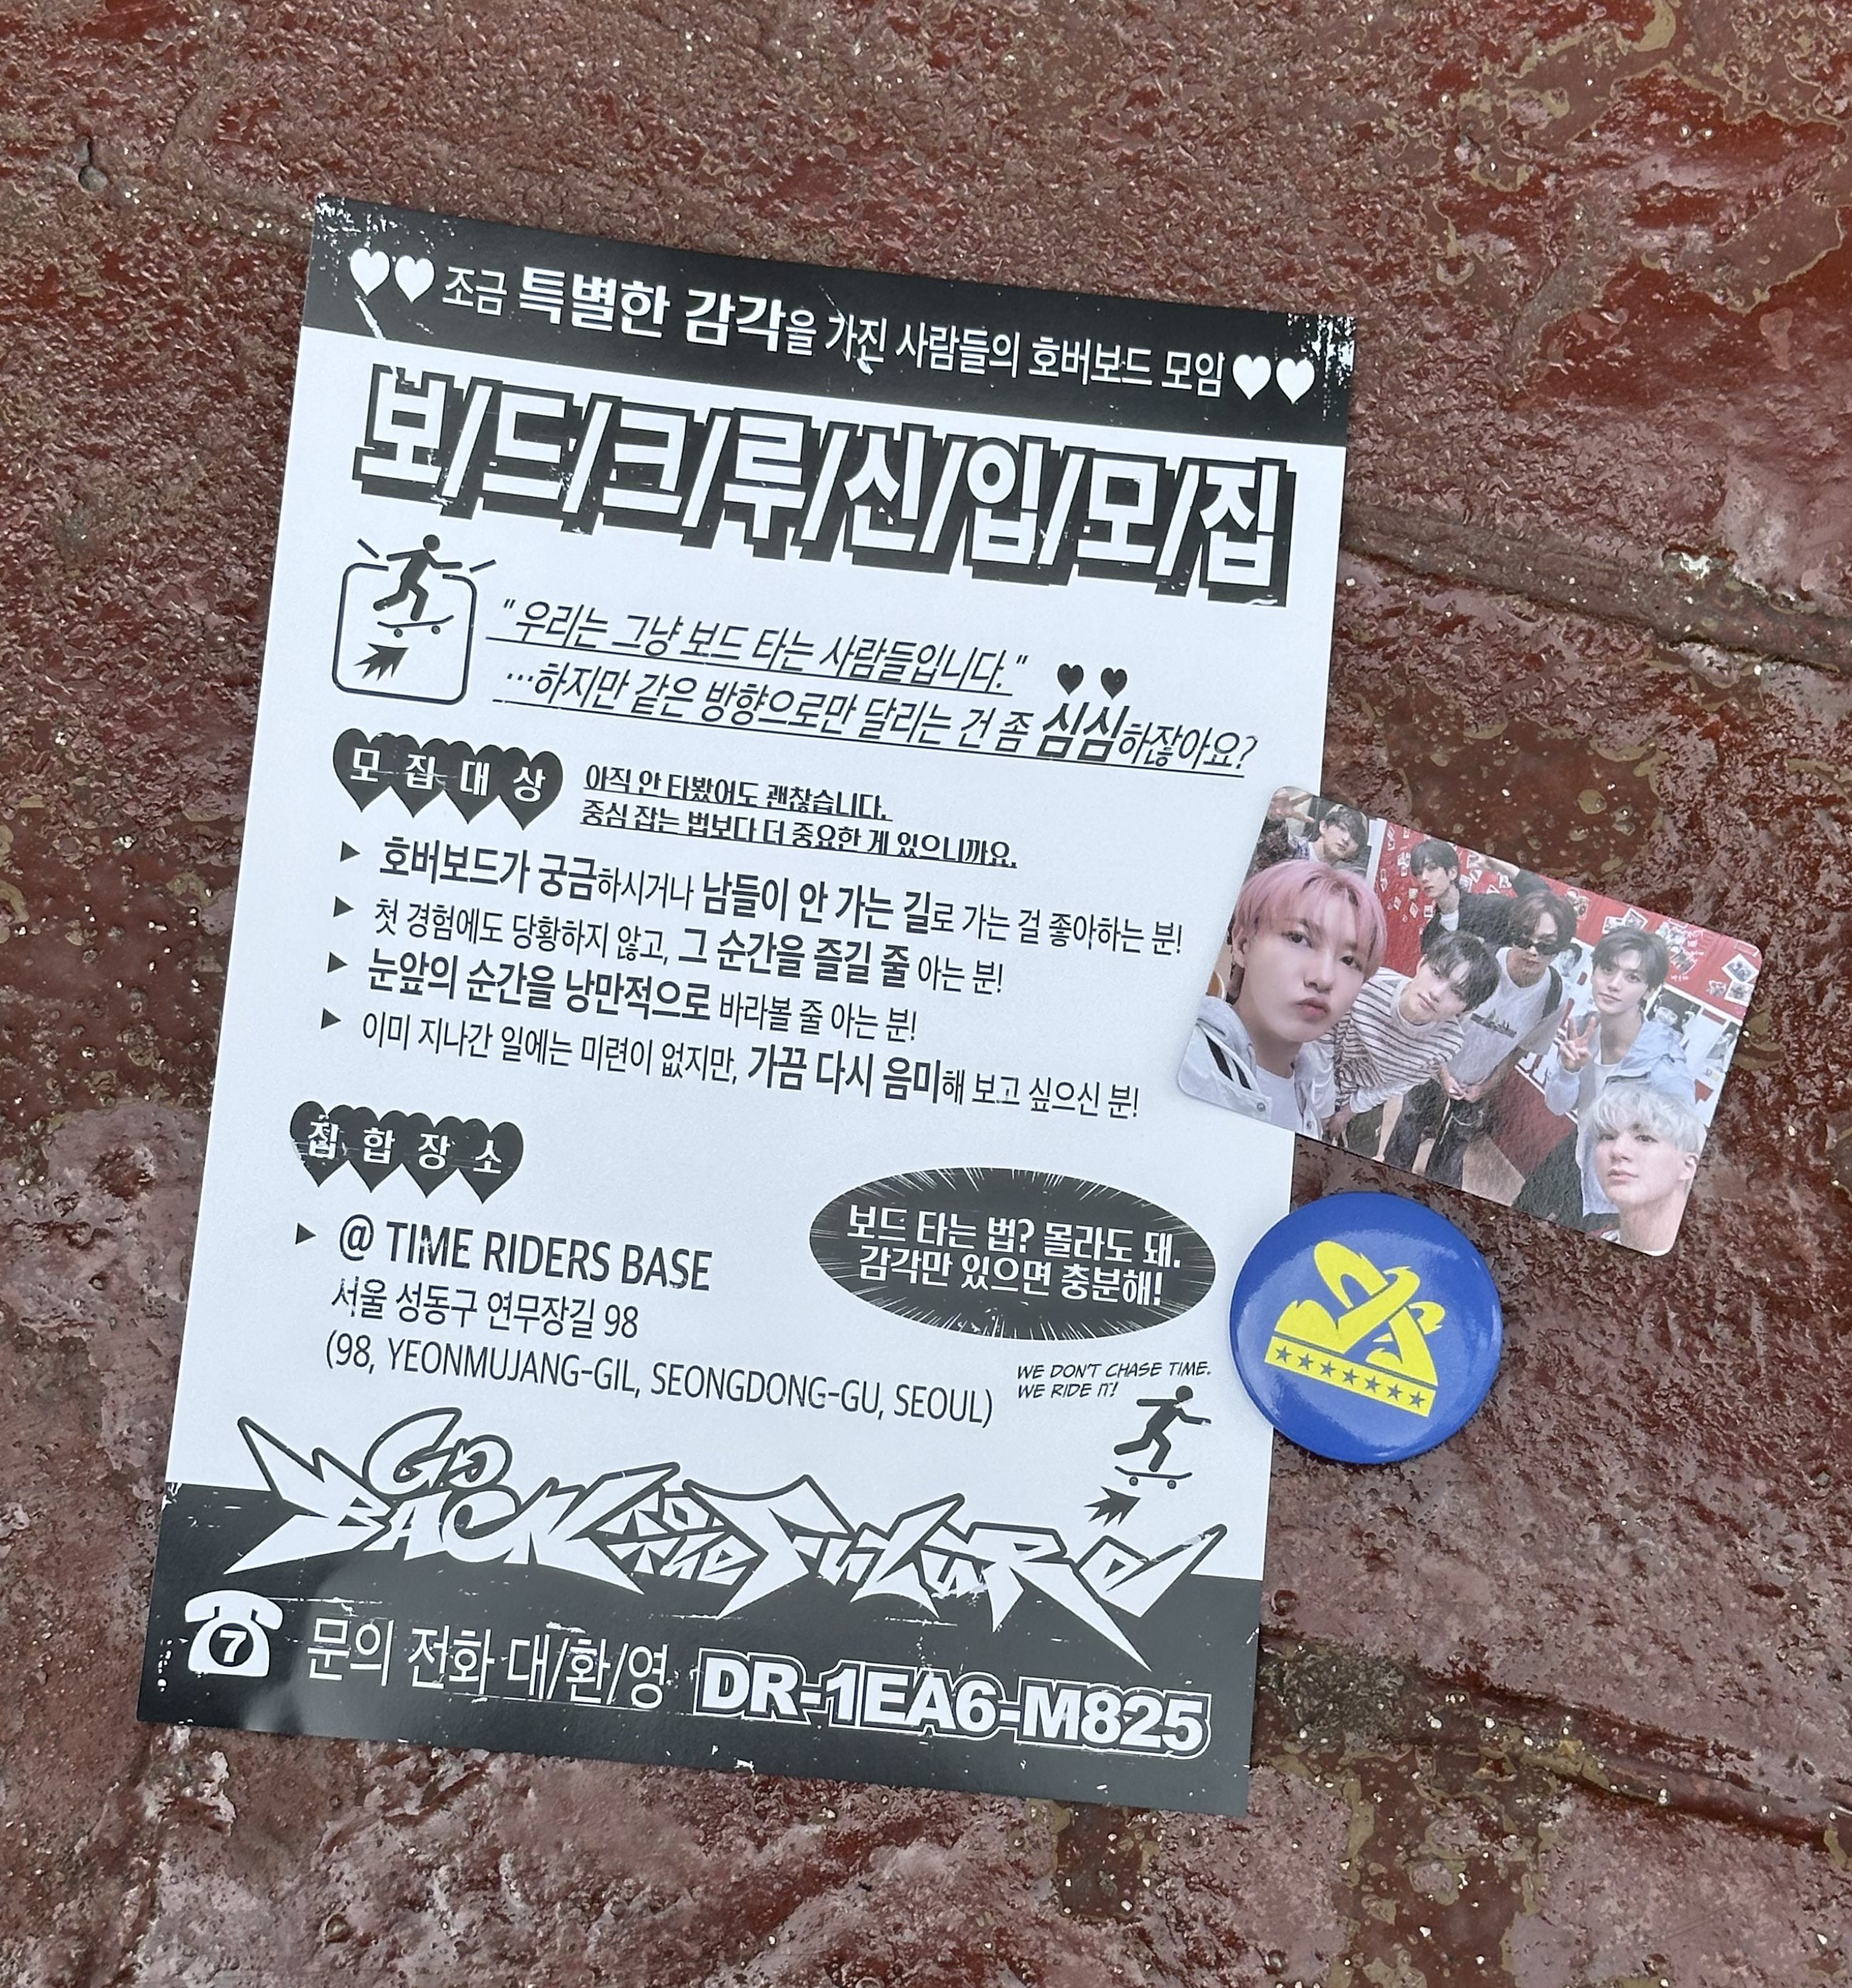 조금 특별한 감각을 가진 사람들의 호버보드 모임
보/드/크/루/신/입/모/집
"우리는 그냥 보드 타는 사람들입니다."
…하지만 같은 방향으로만 달리는 건 좀 심심하잖아요?
모집대상
아직 안 타봤어도 괜찮습니다.
중심 잡는 법보다 더 중요한 게 있으니까요.
호버보드가 궁금하시거나 남들이 안 가는 길로 가는 걸 좋아하는 분!
첫 경험에도 당황하지 않고, 그 순간을 즐길 줄 아는 분!
눈앞의 순간을 낭만적으로 바라볼 줄 아는 분!
이미 지나간 일에는 미련이 없지만, 가끔 다시 음미해 보고 싶으신 분!
집합장소
@ TIME RIDERS BASE
서울 성동구 연무장길 98
(98, YEONMUJANG-GIL, SEONGDONG-GU, SEOUL)
보드 타는 법? 몰라도 돼.
감각만 있으면 충분해!
WE DON'T CHASE TIME.
WE RIDE IT!
Go
BACK to the Future
7
문의 전화 대/환/영 DR-1EA6-M825